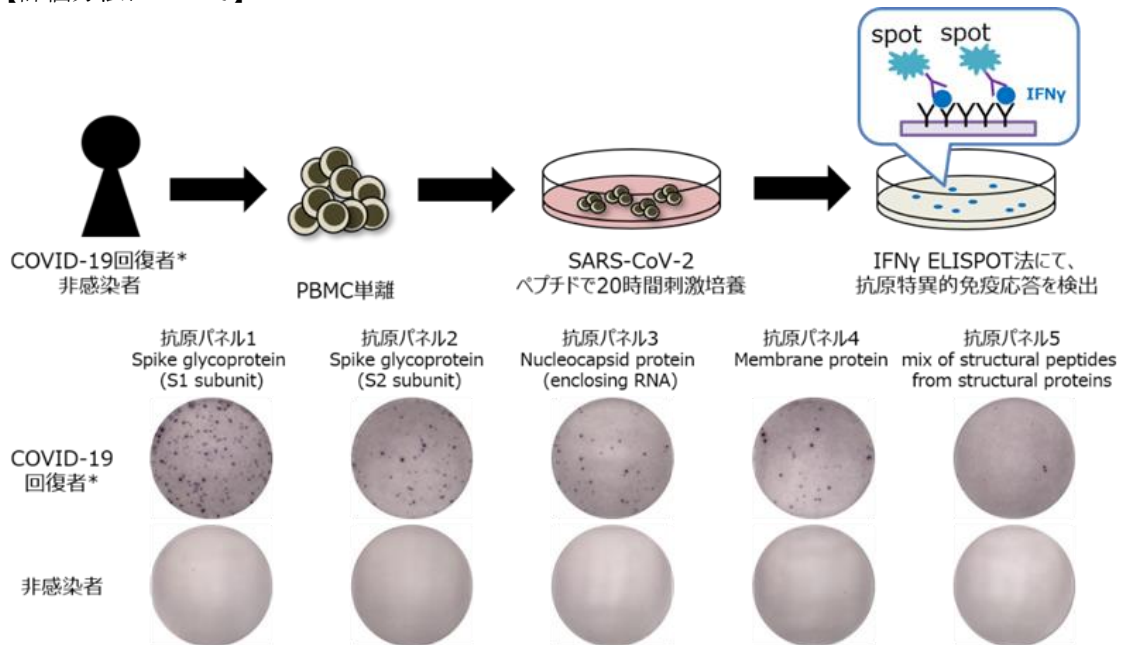 spot spot
IFNγ
COVID-19回復者*
非感染者
PBMC単離
SARS-CoV-2
ペプチドで20時間刺激培養
IFNγ ELISPOT法にて、
抗原特異的免疫応答を検出
抗原パネル1
Spike glycoprotein
(S1 subunit)
抗原パネル2
Spike glycoprotein
(S2 subunit)
抗原パネル3
Nucleocapsid protein
(enclosing RNA)
抗原パネル4
Membrane protein
抗原パネル5
mix of structural peptides
from structural proteins
COVID-19
回復者*
非感染者